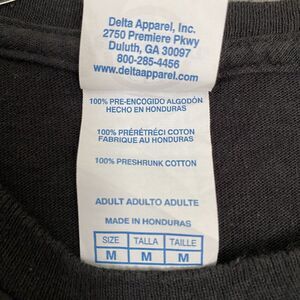 Delta Apparel, Inc.
2750 Premiere Pkwy
Duluth, GA 30097
800-285-4456
www.deltaapparel.com
100% PRE-ENCOGIDO ALGODÓN
HECHO EN HONDURAS
100% PRÉRÉTRÉCI COTON
FABRIQUE AU HONDURAS
100% PRESHRUNK COTTON
ADULT ADULTO ADULTE
MADE IN HONDURAS
SIZE TALLA TAILLE
M M M